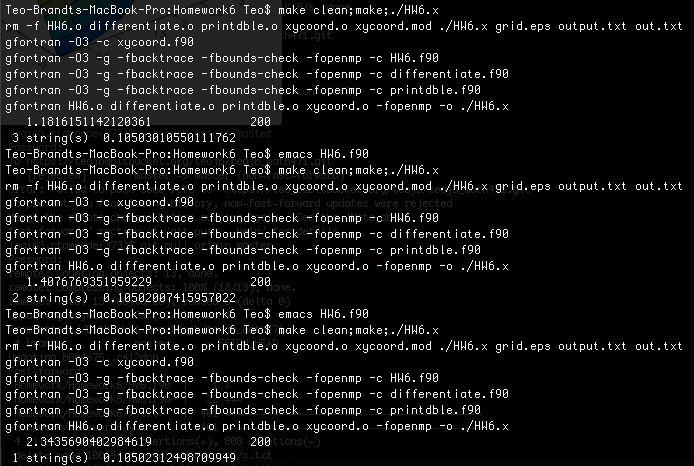 Teo-Brandts-MacBook-Pro:Homework6 Teo$ make clean;make;./HW6.x
rm -f HW6.o differentiate.o printdble.o xycoord.o xycoord.mod ./HW6.x grid.eps output.txt out.txt
gfortran -O3 -c xycoord.f90
gfortran -O3 -g -fbacktrace -fbounds-check -fopenmp -c HW6.f90
gfortran -O3 -g -fbacktrace -fbounds-check -fopenmp -c differentiate.f90
gfortran -O3 -g -fbacktrace -fbounds-check -fopenmp -c printdble.f90
gfortran HW6.o differentiate.o printdble.o xycoord.o -fopenmp -o ./HW6.x
1.1816151142120361 200
3 string(s) 0.10503010550111762
Teo-Brandts-MacBook-Pro:Homework6 Teo$ emacs HW6.f90
Teo-Brandts-MacBook-Pro:Homework6 Teo$ make clean;make;./HW6.x
rm -f HW6.o differentiate.o printdble.o xycoord.o xycoord.mod ./HW6.x grid.eps output.txt out.txt
gfortran -O3 -c xycoord.f90
gfortran -O3 -g -fbacktrace -fbounds-check -fopenmp -c HW6.f90
gfortran -O3 -g -fbacktrace -fbounds-check -fopenmp -c differentiate.f90
gfortran -O3 -g -fbacktrace -fbounds-check -fopenmp -c printdble.f90
gfortran HW6.o differentiate.o printdble.o xycoord.o -fopenmp -o ./HW6.x
1.4076769351959229 200
2 string(s) 0.10502007415957022
Teo-Brandts-MacBook-Pro:Homework6 Teo$ emacs HW6.f90
Teo-Brandts-MacBook-Pro:Homework6 Teo$ make clean;make;./HW6.x
rm -f HW6.o differentiate.o printdble.o xycoord.o xycoord.mod ./HW6.x grid.eps output.txt out.txt
gfortran -O3 -c xycoord.f90
gfortran -O3 -g -fbacktrace -fbounds-check -fopenmp -c HW6.f90
gfortran -O3 -g -fbacktrace -fbounds-check -fopenmp -c differentiate.f90
gfortran -O3 -g -fbacktrace -fbounds-check -fopenmp -c printdble.f90
gfortran HW6.o differentiate.o printdble.o xycoord.o -fopenmp -o ./HW6.x
2.3435690402984619 200
1 string(s) 0.10502312498709949